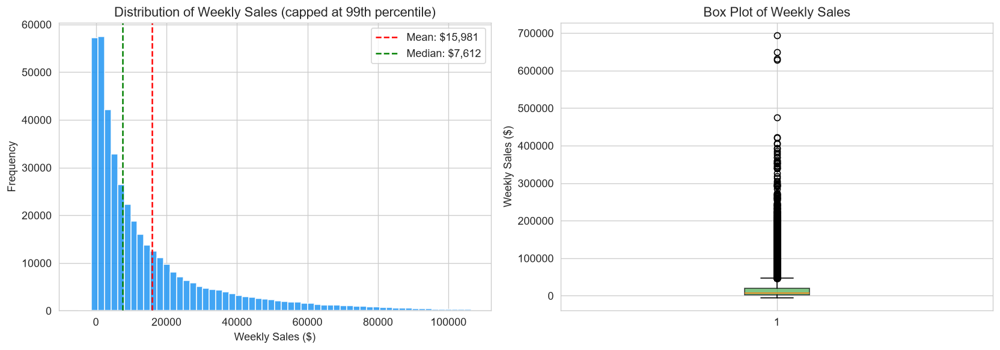 Distribution of Weekly Sales (capped at 99th percentile)
60000
50000
40000
30000
20000
10000
0
Frequency
Mean: $15,981
Median: $7,612
0 20000 40000 60000 80000 100000
Weekly Sales ($)
Box Plot of Weekly Sales
700000
600000
500000
400000
300000
200000
100000
0
Weekly Sales ($)
1